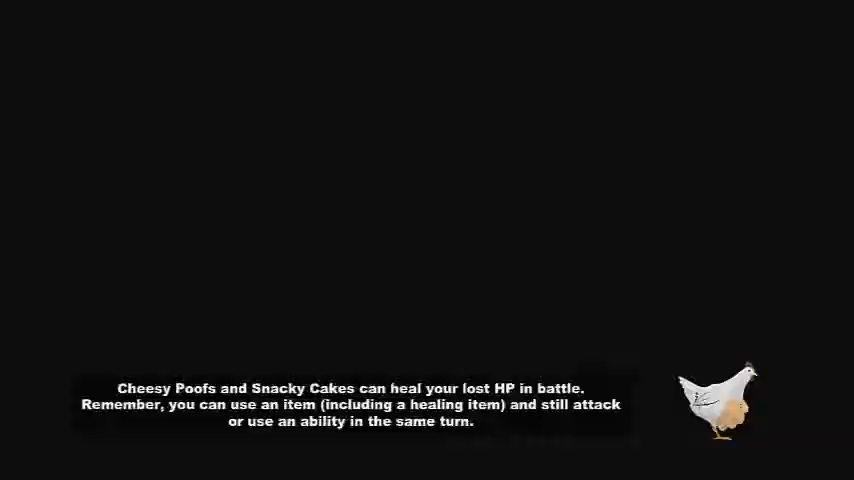 Cheesy Poofs and Snacky Cakes can heal your lost HP in battle.
Remember, you can use an item (including a healing item) and still attack
or use an ability in the same turn.